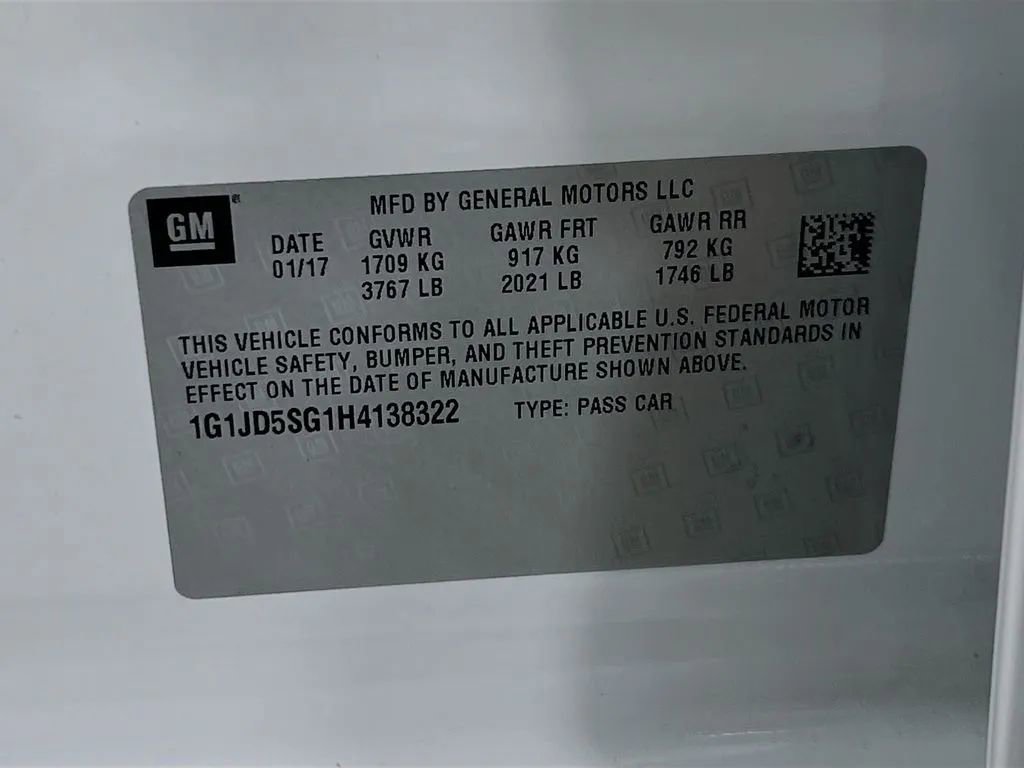 GM
MFD BY GENERAL MOTORS LLC
DATE GVWR GAWR FRT GAWR RR
01/17 1709 KG 917 KG 792 KG
3767 LB 2021 LB 1746 LB
THIS VEHICLE CONFORMS TO ALL APPLICABLE U.S. FEDERAL MOTOR
VEHICLE SAFETY, BUMPER, AND THEFT PREVENTION STANDARDS IN
EFFECT ON THE DATE OF MANUFACTURE SHOWN ABOVE.
1G1JD5SG1H4138322 TYPE: PASS CAR